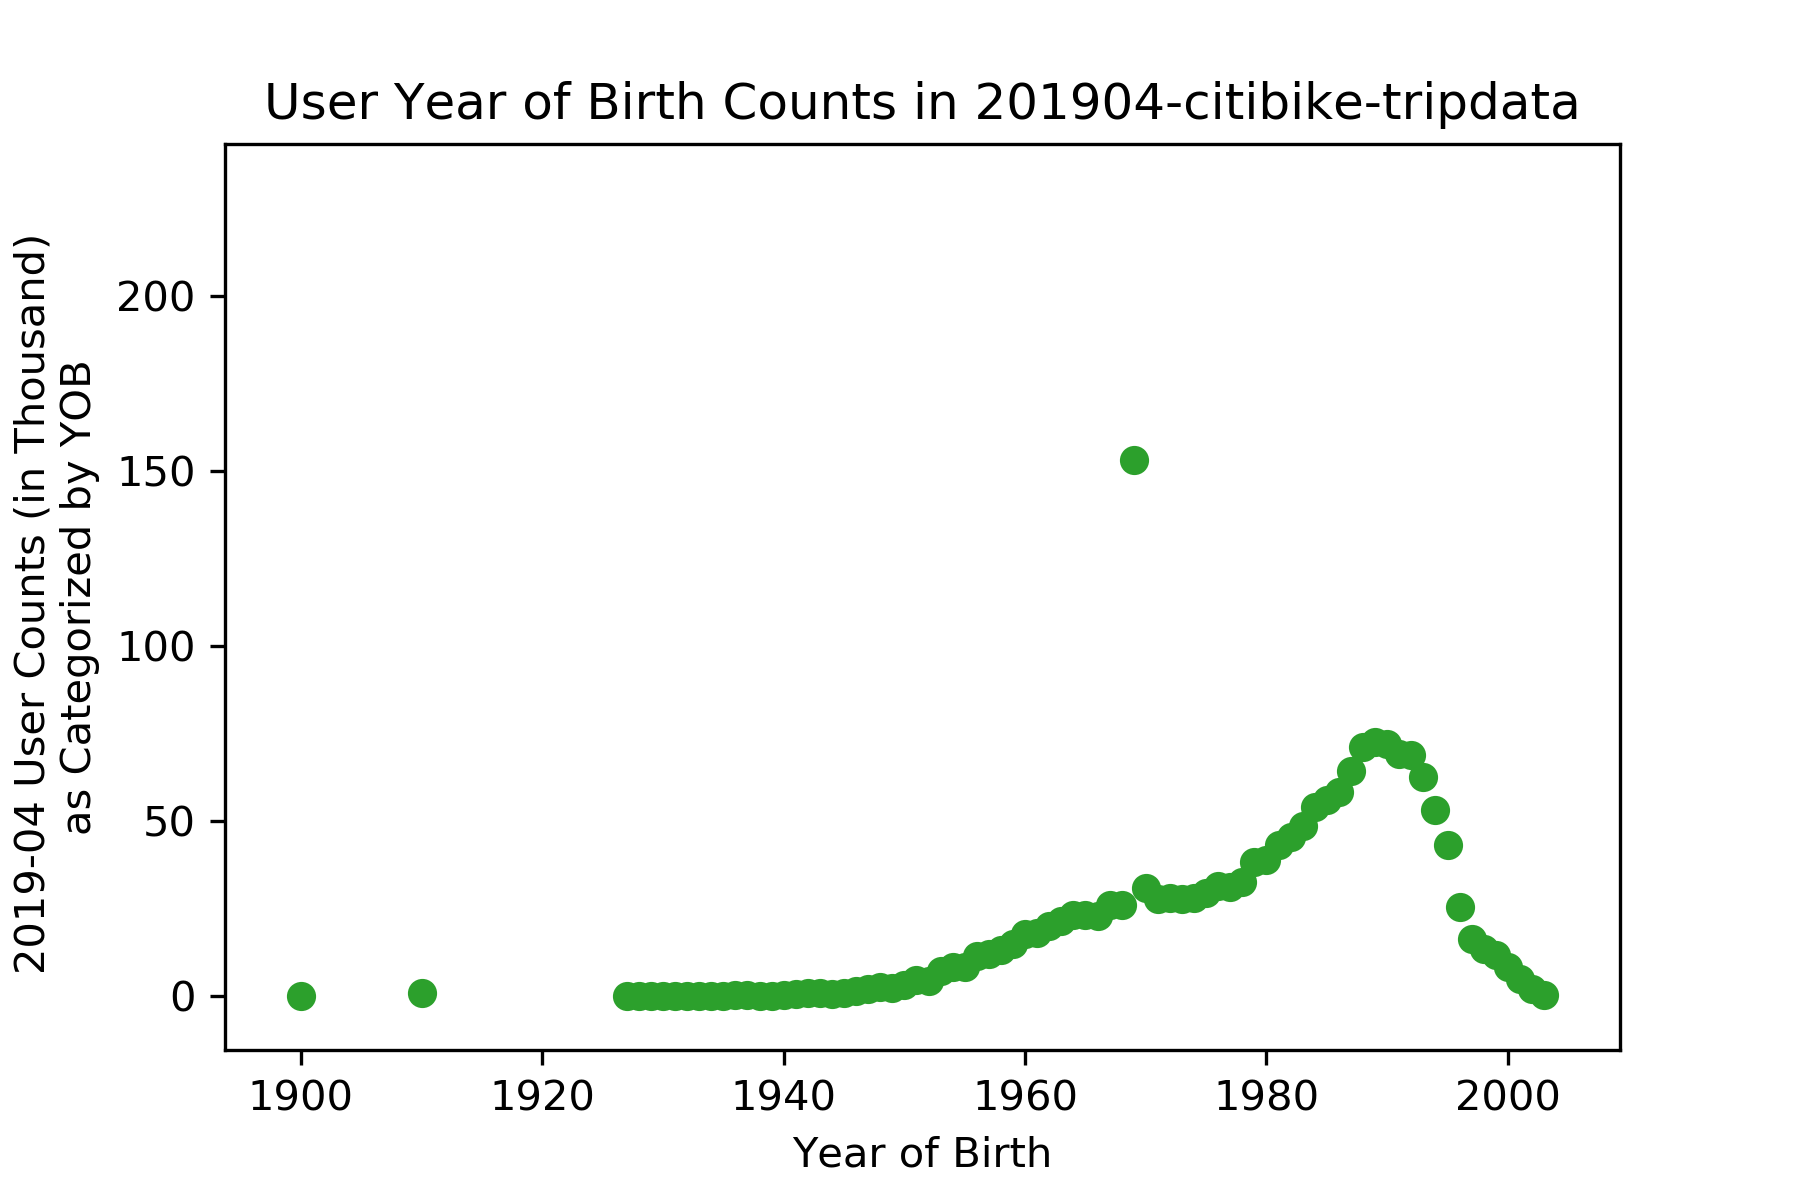 User Year of Birth Counts in 201904-citibike-tripdata
2019-04 User Counts (in Thousand)
as Categorized by YOB
200
150
100
50
0
1900 1920 1940 1960 1980 2000
Year of Birth